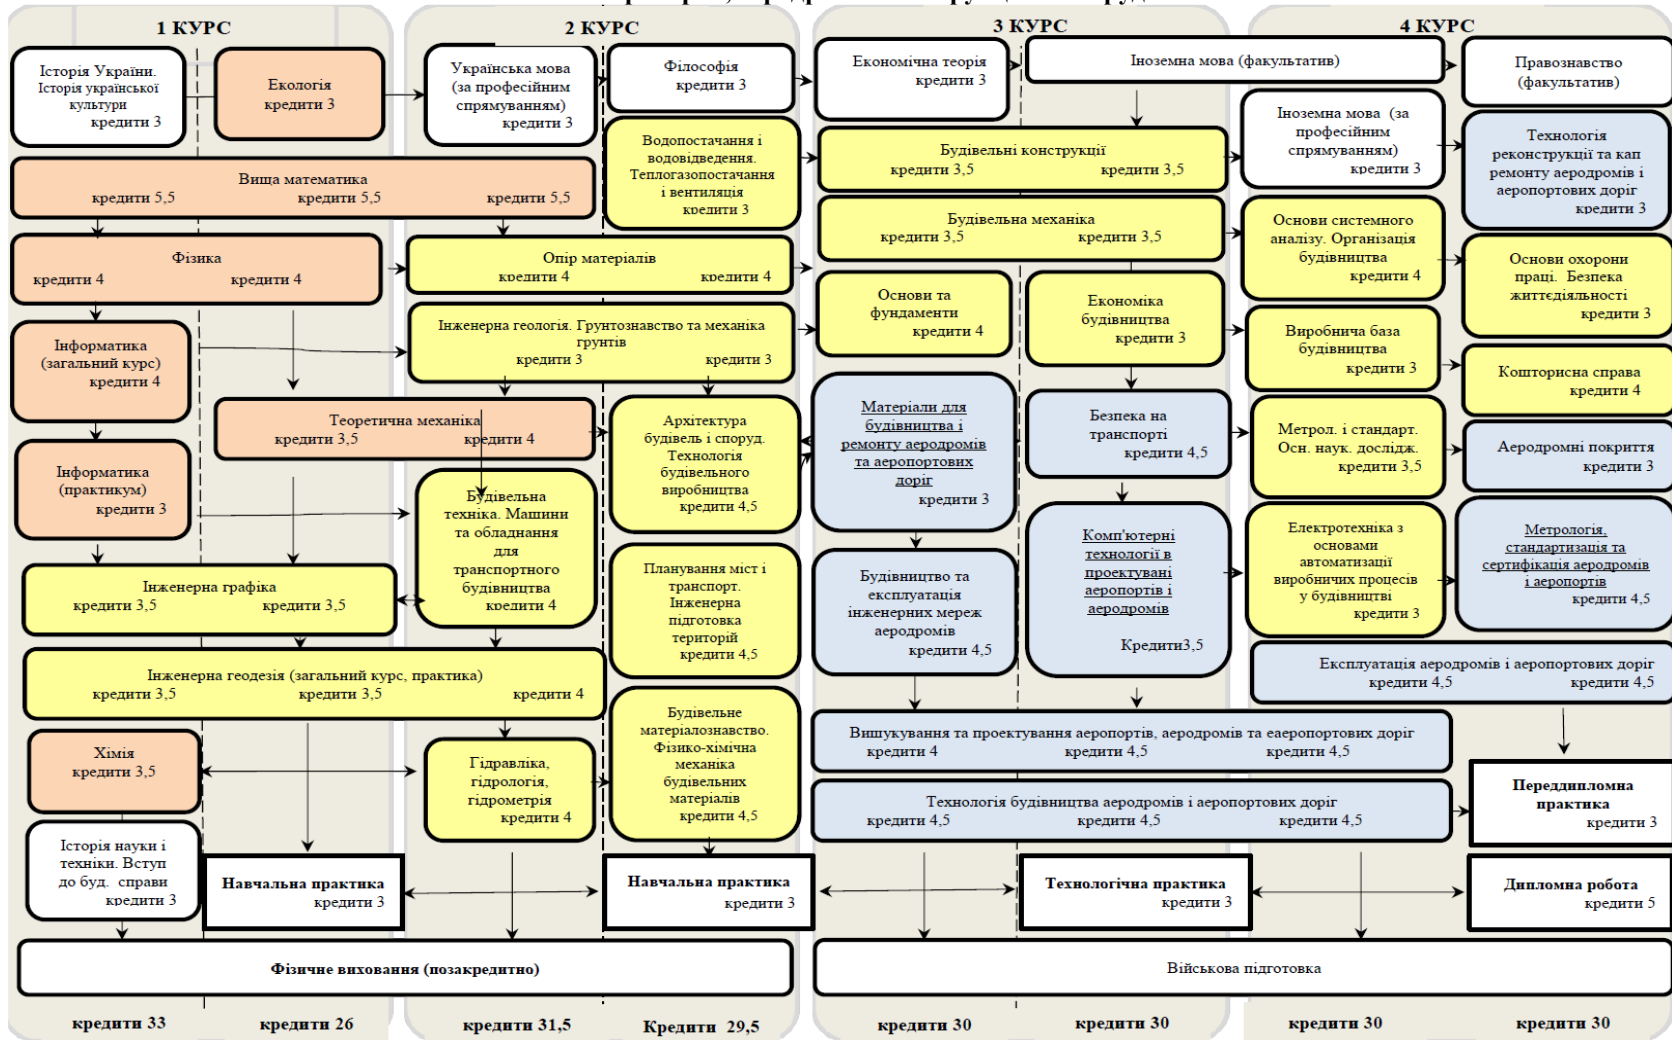 1 КУРС
2 КУРС
3 КУРС
4 КУРС
Історія України.
Історія української
культури
кредити 3
Екологія
кредити 3
Українська мова
(за професійним
спрямуванням)
кредити 3
Філософія
кредити 3
Економічна теорія
кредити 3
Іноземна мова (факультатив)
Правознавство
(факультатив)
Водопостачання і
водовідведення.
Теплогазопостачання
і вентиляція
кредити 3
Будівельні конструкції
кредити 3,5 кредити 3,5
Іноземна мова (за
професійним
спрямуванням)
кредити 3
Технологія
реконструкції та кап
ремонту аеродромів і
аеропортових доріг
кредити 3
Вища математика
кредити 5,5 кредити 5,5 кредити 5,5
Будівельна механіка
кредити 3,5 кредити 3,5
Основи системного
аналізу. Організація
будівництва
кредити 4
Фізика
кредити 4 кредити 4
Опір матеріалів
кредити 4 кредити 4
Основи охорони
праці. Безпека
життєдіяльності
кредити 3
Основи та
фундаменти
кредити 4
Економіка
будівництва
кредити 3
Інформатика
(загальний курс)
кредити 4
Інженерна геологія. Грунтознавство та механіка
грунтів
кредити 3 кредити 3
Виробнича база
будівництва
кредити 3
Кошторисна справа
кредити 4
Теоретична механіка
кредити 3,5 кредити 4
Архітектура
будівель і споруд.
Технологія
будівельного
виробництва
кредити 4,5
Матеріали для
будівництва і
ремонту аеродромів
та аеропортових
доріг
кредити 3
Безпека на
транспорті
кредити 4,5
Метрол. і стандарт.
Осн. наук. дослідж.
кредити 3,5
Аеродромні покриття
кредити 3
Інформатика
(практикум)
кредити 3
Будівельна
техніка. Машини
та обладнання
для
транспортного
будівництва
кредити 4
Комп'ютерні
технології в
проектувані
аеропортів і
аеродромів
Кредити3,5
Електротехніка з
основами
автоматизації
виробничих процесів
у будівництві
кредити 3
Метрологія,
стандартизація та
сертифікація аеродромів
і аеропортів
кредити 4,5
Інженерна графіка
кредити 3,5 кредити 3,5
Планування міст і
транспорт.
Інженерна
підготовка
територій
кредити 4,5
Будівництво та
експлуатація
інженерних мереж
аеродромів
кредити 4,5
Інженерна геодезія (загальний курс, практика)
кредити 3,5 кредити 3,5 кредити 4
Експлуатація аеродромів і аеропортових доріг
кредити 4,5 кредити 4,5
Хімія
кредити 3,5
Гідравліка,
гідрологія,
гідрометрія
кредити 4
Будівельне
матеріалознавство.
Фізико-хімічна
механіка
будівельних
матеріалів
кредити 4,5
Вишукування та проектування аеропортів, аеродромів та еаеропортових доріг
кредити 4 кредити 4,5 кредити 4,5
Технологія будівництва аеродромів і аеропортових доріг
кредити 4,5 кредити 4,5 кредити 4,5
Переддипломна
практика
кредити 3
Історія науки і
техніки. Вступ
до буд. справи
кредити 3
Навчальна практика
кредити 3
Навчальна практика
кредити 3
Технологічна практика
кредити 3
Дипломна робота
кредити 5
Фізичне виховання (позакредитно)
Військова підготовка
кредити 33
кредити 26
кредити 31,5
Кредити 29,5
кредити 30
кредити 30
кредити 30
кредити 30